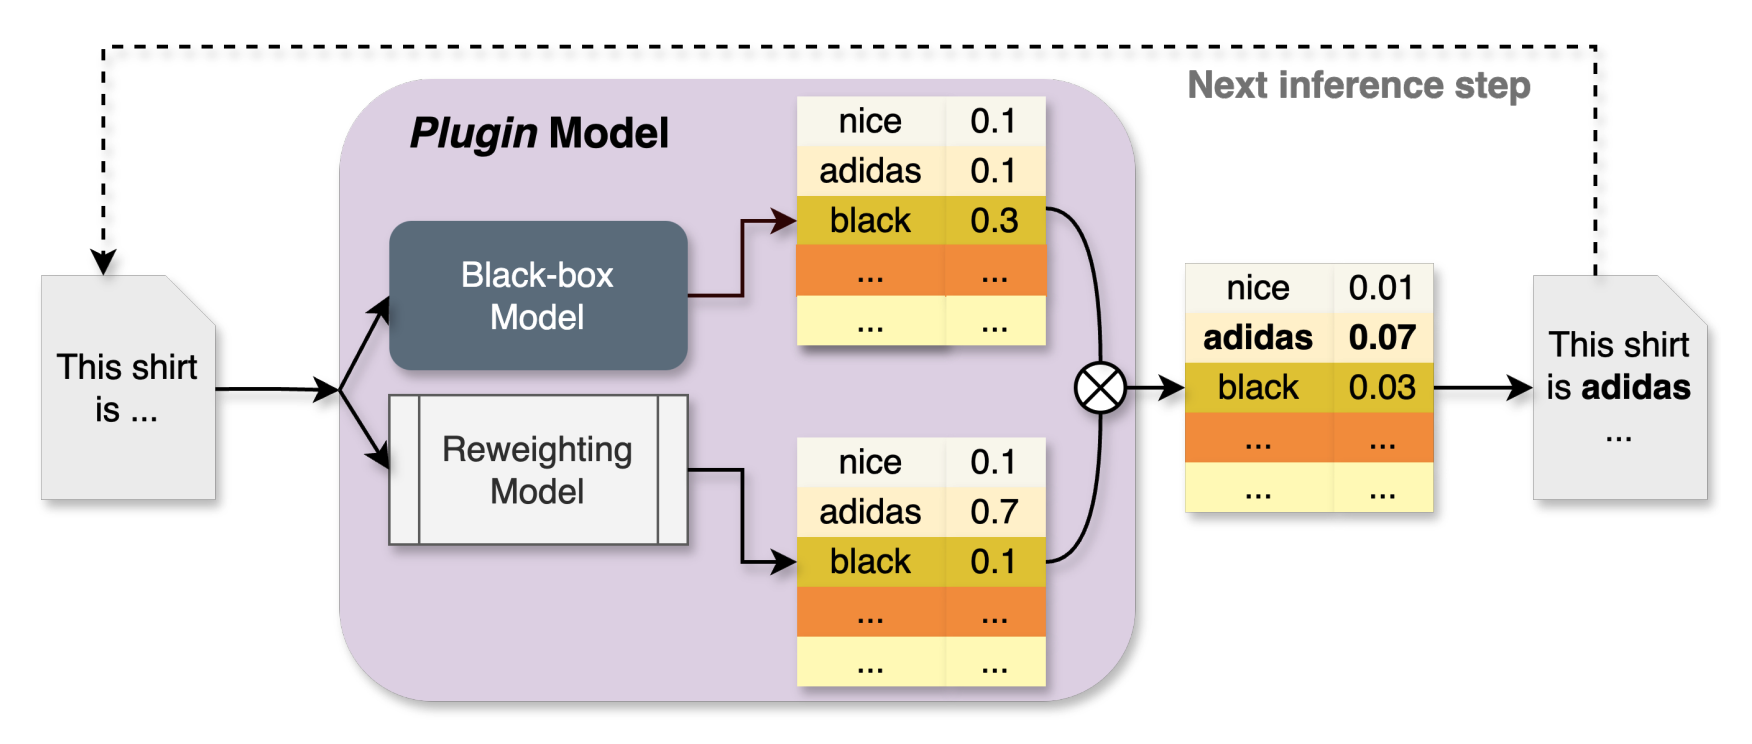 Next inference step
Plugin Model
This shirt
is ...
Black-box
Model
Reweighting
Model
nice 0.1
adidas 0.1
black 0.3
... ...
... ...
nice 0.1
adidas 0.7
black 0.1
... ...
... ...
nice 0.01
adidas 0.07
black 0.03
... ...
... ...
This shirt
is adidas
...